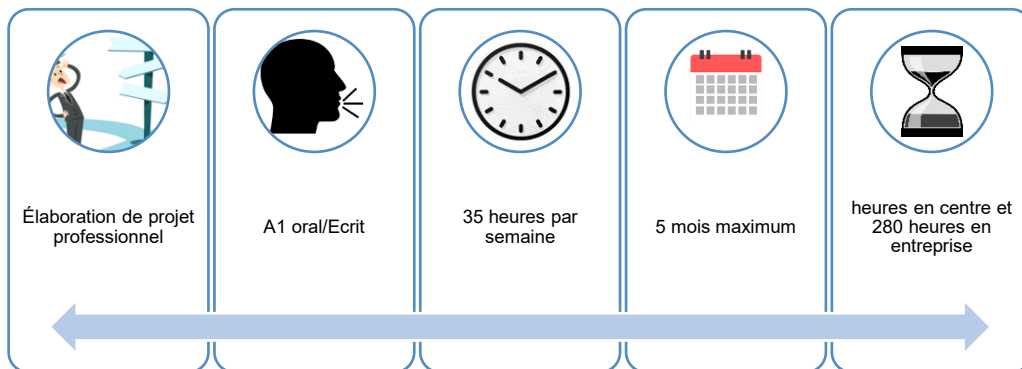 Élaboration de projet
professionnel
A1 oral/Ecrit
35 heures par
semaine
5 mois maximum
heures en centre et
280 heures en
entreprise